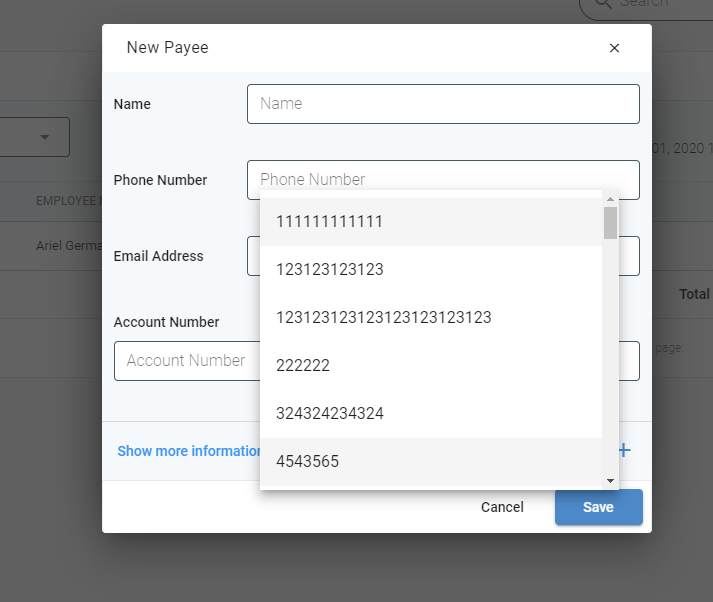 Search
New Payee
Name
Name
01, 2020 1
Phone Number
Phone Number
EMPLOYEE
111111111111
Ariel Germa
Email Address
123123123123
Total
123123123123123123123123
Account Number
page:
Account Number
222222
324324234324
Show more information
4543565
Cancel
Save